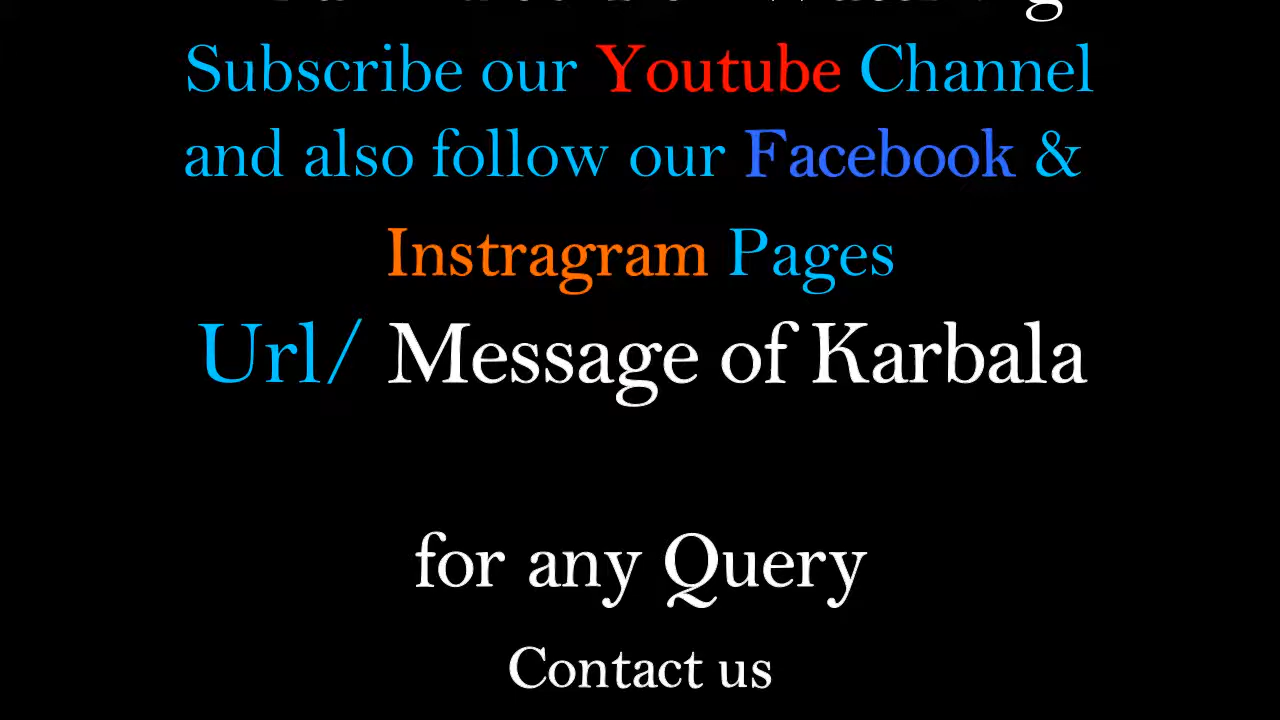 Subscribe our Youtube Channel
and also follow our Facebook &
Instragram Pages
Url/ Message of Karbala
for any Query
Contact us